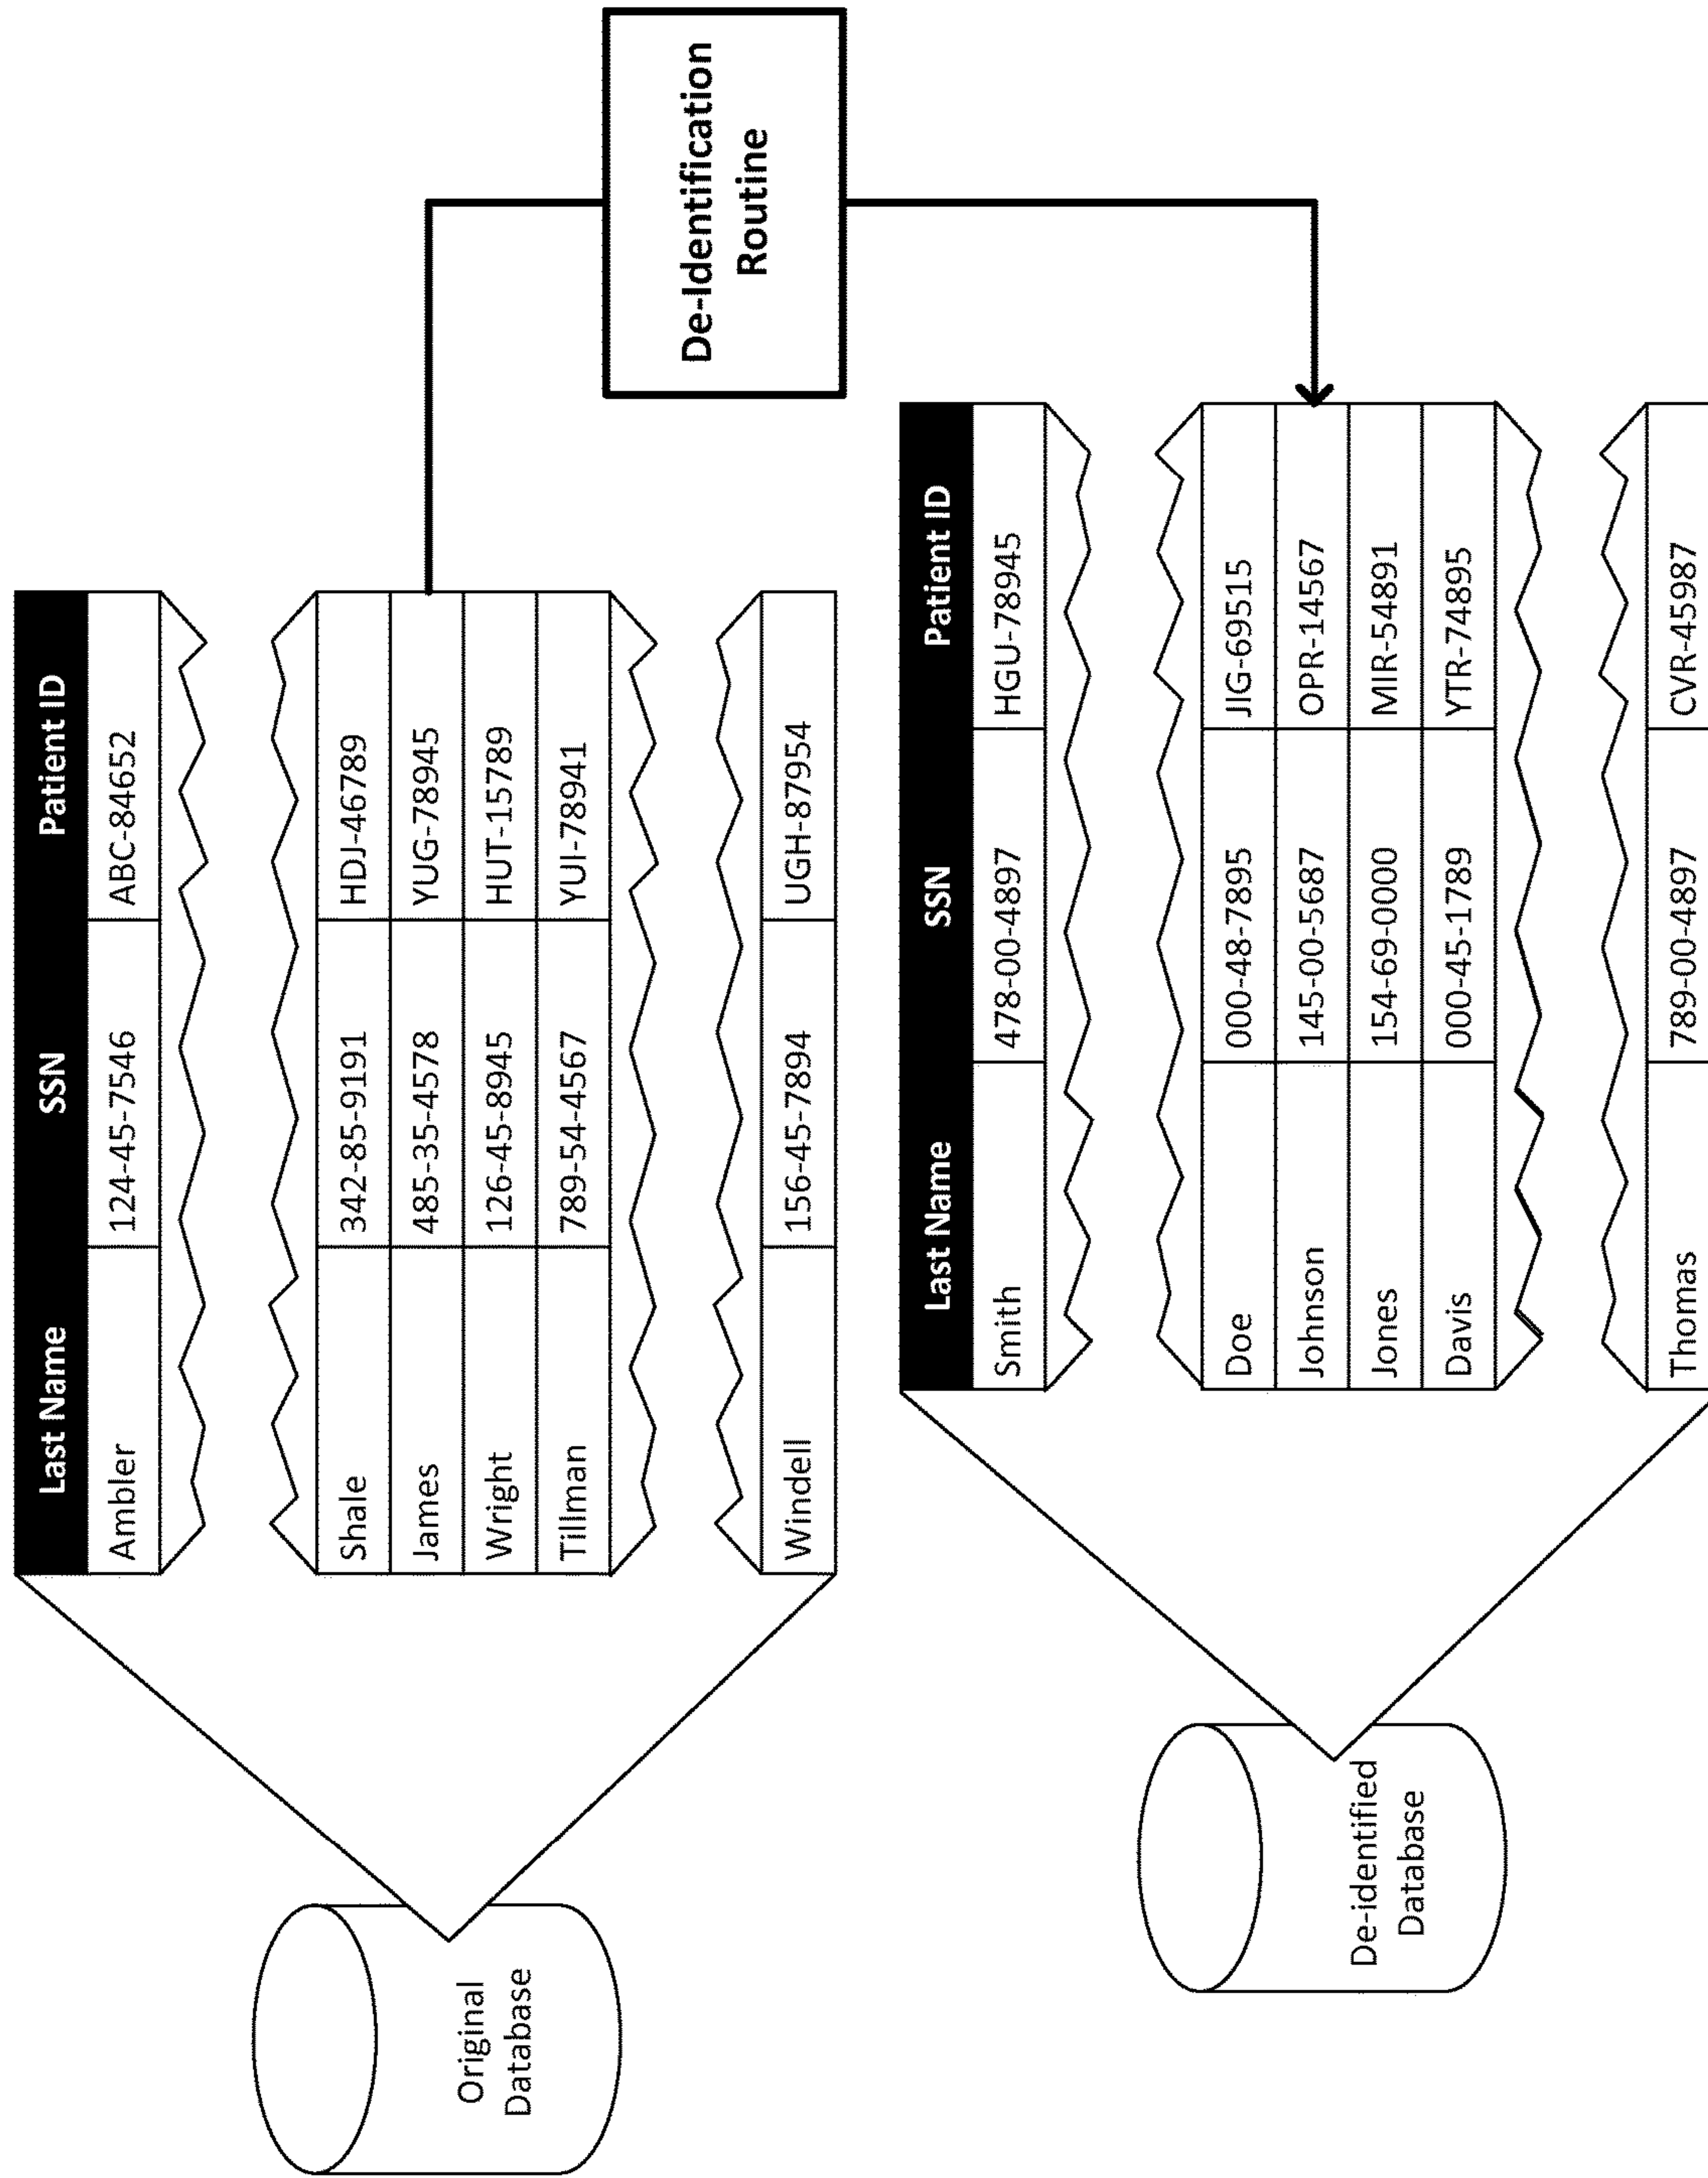 Last Name SSN Patient ID
Ambler 124-45-7546 ABC-84652
Shale 342-85-9191 HDJ-46789
James 485-35-4578 YUG-78945
Wright 126-45-8945 HUT-15789
Tillman 789-54-4567 YUI-78941
Windell 156-45-7894 UGH-87954
Original
Database
De-Identification
Routine
Last Name SSN Patient ID
Smith 478-00-4897 HGU-78945
Doe 000-48-7895 JIG-69515
Johnson 145-00-5687 OPR-14567
Jones 154-69-0000 MIR-54891
Davis 000-45-1789 YTR-74895
Thomas 789-00-4897 CVR-45987
De-identified
Database